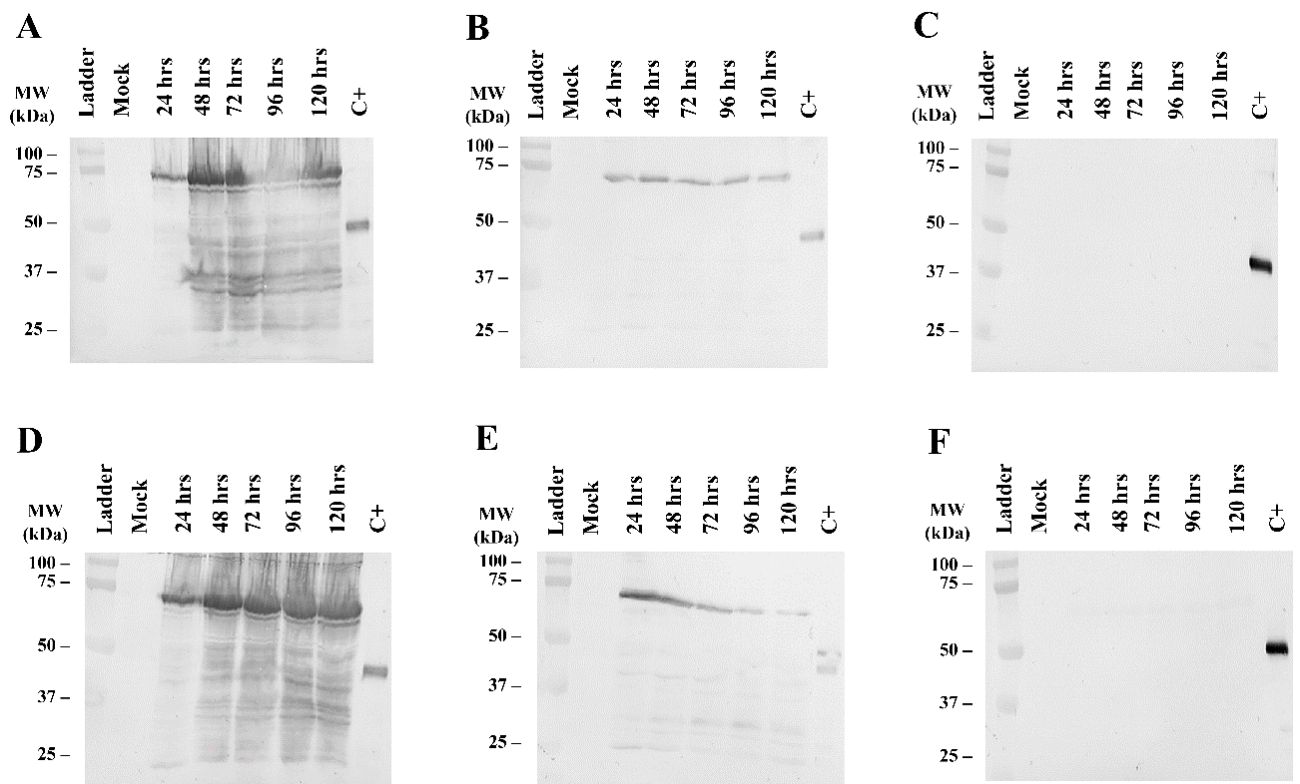 A
MW
(kDa)
Ladder
Mock
24 hrs
48 hrs
72 hrs
96 hrs
120 hrs
C+
100 –
75 –
50 –
37 –
25 –
B
MW
(kDa)
Ladder
Mock
24 hrs
48 hrs
72 hrs
96 hrs
120 hrs
C+
100 –
75 –
50 –
37 –
25 –
C
MW
(kDa)
Ladder
Mock
24 hrs
48 hrs
72 hrs
96 hrs
120 hrs
C+
100 –
75 –
50 –
37 –
25 –
D
MW
(kDa)
Ladder
Mock
24 hrs
48 hrs
72 hrs
96 hrs
120 hrs
C+
100 –
75 –
50 –
37 –
25 –
E
MW
(kDa)
Ladder
Mock
24 hrs
48 hrs
72 hrs
96 hrs
120 hrs
C+
100 –
75 –
50 –
37 –
25 –
F
MW
(kDa)
Ladder
Mock
24 hrs
48 hrs
72 hrs
96 hrs
120 hrs
C+
100 –
75 –
50 –
37 –
25 –